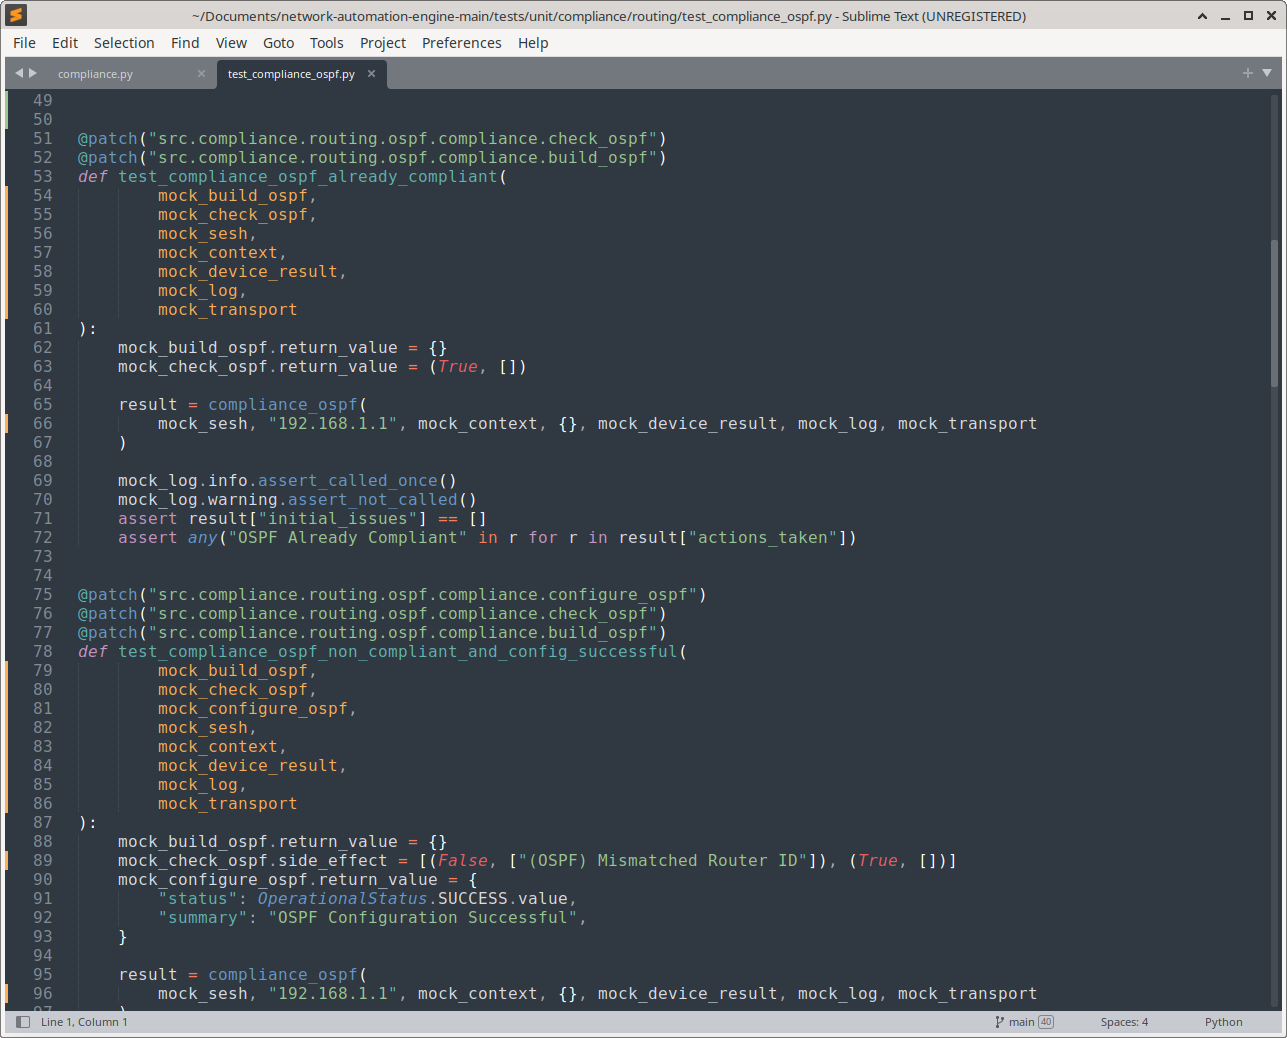 ~/Documents/network-automation-engine-main/tests/unit/compliance/routing/test_compliance_ospf.py - Sublime Text (UNREGISTERED)
File Edit Selection Find View Goto Tools Project Preferences Help
compliance.py × test_compliance_ospf.py ×
49
50
51 @patch("src.compliance.routing.ospf.compliance.check_ospf")
52 @patch("src.compliance.routing.ospf.compliance.build_ospf")
53 def test_compliance_ospf_already_compliant(
54         mock_build_ospf,
55         mock_check_ospf,
56         mock_sesh,
57         mock_context,
58         mock_device_result,
59         mock_log,
60         mock_transport
61 ):
62     mock_build_ospf.return_value = {}
63     mock_check_ospf.return_value = (True, [])
64
65     result = compliance_ospf(
66         mock_sesh, "192.168.1.1", mock_context, {}, mock_device_result, mock_log, mock_transport
67     )
68
69     mock_log.info.assert_called_once()
70     mock_log.warning.assert_not_called()
71     assert result["initial_issues"] == []
72     assert any("OSPF Already Compliant" in r for r in result["actions_taken"])
73
74
75 @patch("src.compliance.routing.ospf.compliance.configure_ospf")
76 @patch("src.compliance.routing.ospf.compliance.check_ospf")
77 @patch("src.compliance.routing.ospf.compliance.build_ospf")
78 def test_compliance_ospf_non_compliant_and_config_successful(
79         mock_build_ospf,
80         mock_check_ospf,
81         mock_configure_ospf,
82         mock_sesh,
83         mock_context,
84         mock_device_result,
85         mock_log,
86         mock_transport
87 ):
88     mock_build_ospf.return_value = {}
89     mock_check_ospf.side_effect = [(False, ["(OSPF) Mismatched Router ID"]), (True, [])]
90     mock_configure_ospf.return_value = {
91         "status": OperationalStatus.SUCCESS.value,
92         "summary": "OSPF Configuration Successful",
93     }
94
95     result = compliance_ospf(
96         mock_sesh, "192.168.1.1", mock_context, {}, mock_device_result, mock_log, mock_transport
97     )
Line 1, Column 1 main 40 Spaces: 4 Python